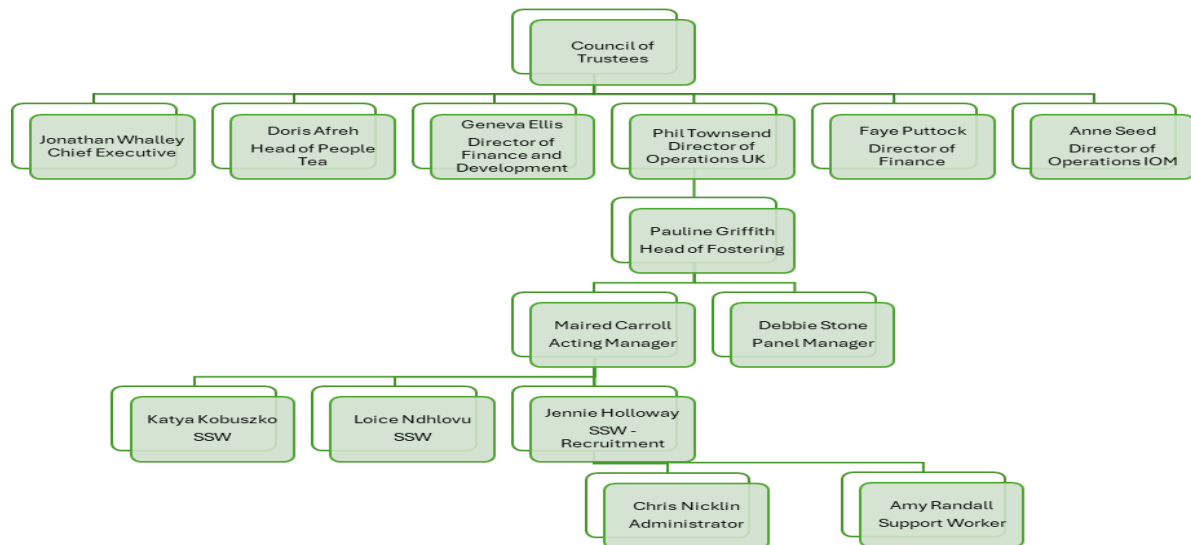 Council of
Trustees
Jonathan Whalley
Chief Executive
Doris Afreh
Head of People
Tea
Geneva Ellis
Director of
Finance and
Development
Phil Townsend
Director of
Operations UK
Faye Puttock
Director of
Finance
Anne Seed
Director of
Operations IOM
Pauline Griffith
Head of Fostering
Maired Carroll
Acting Manager
Debbie Stone
Panel Manager
Katya Kobuszko
SSW
Loice Ndhlovu
SSW
Jennie Holloway
SSW -
Recruitment
Chris Nicklin
Administrator
Amy Randall
Support Worker